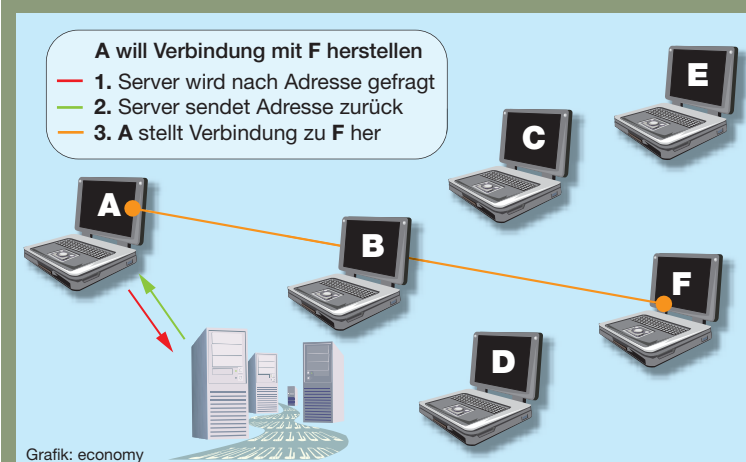 A will Verbindung mit F herstellen
1. Server wird nach Adresse gefragt
2. Server sendet Adresse zurück
3. A stellt Verbindung zu F her
E
C
A
B
F
D
Grafik: economy